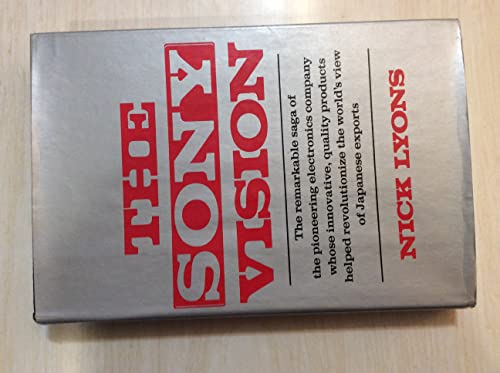 THE
SONY
VISION
The remarkable saga of
the pioneering electronics company
whose innovative, quality products
helped revolutionize the world's view
of Japanese exports
NICK LYONS